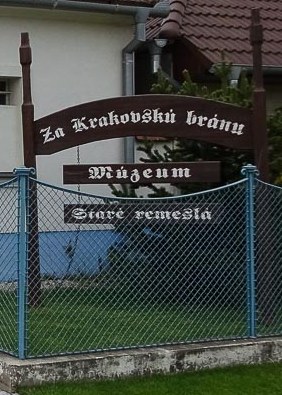 Za Krakovskú bránu
Múzeum
Staré remeslá